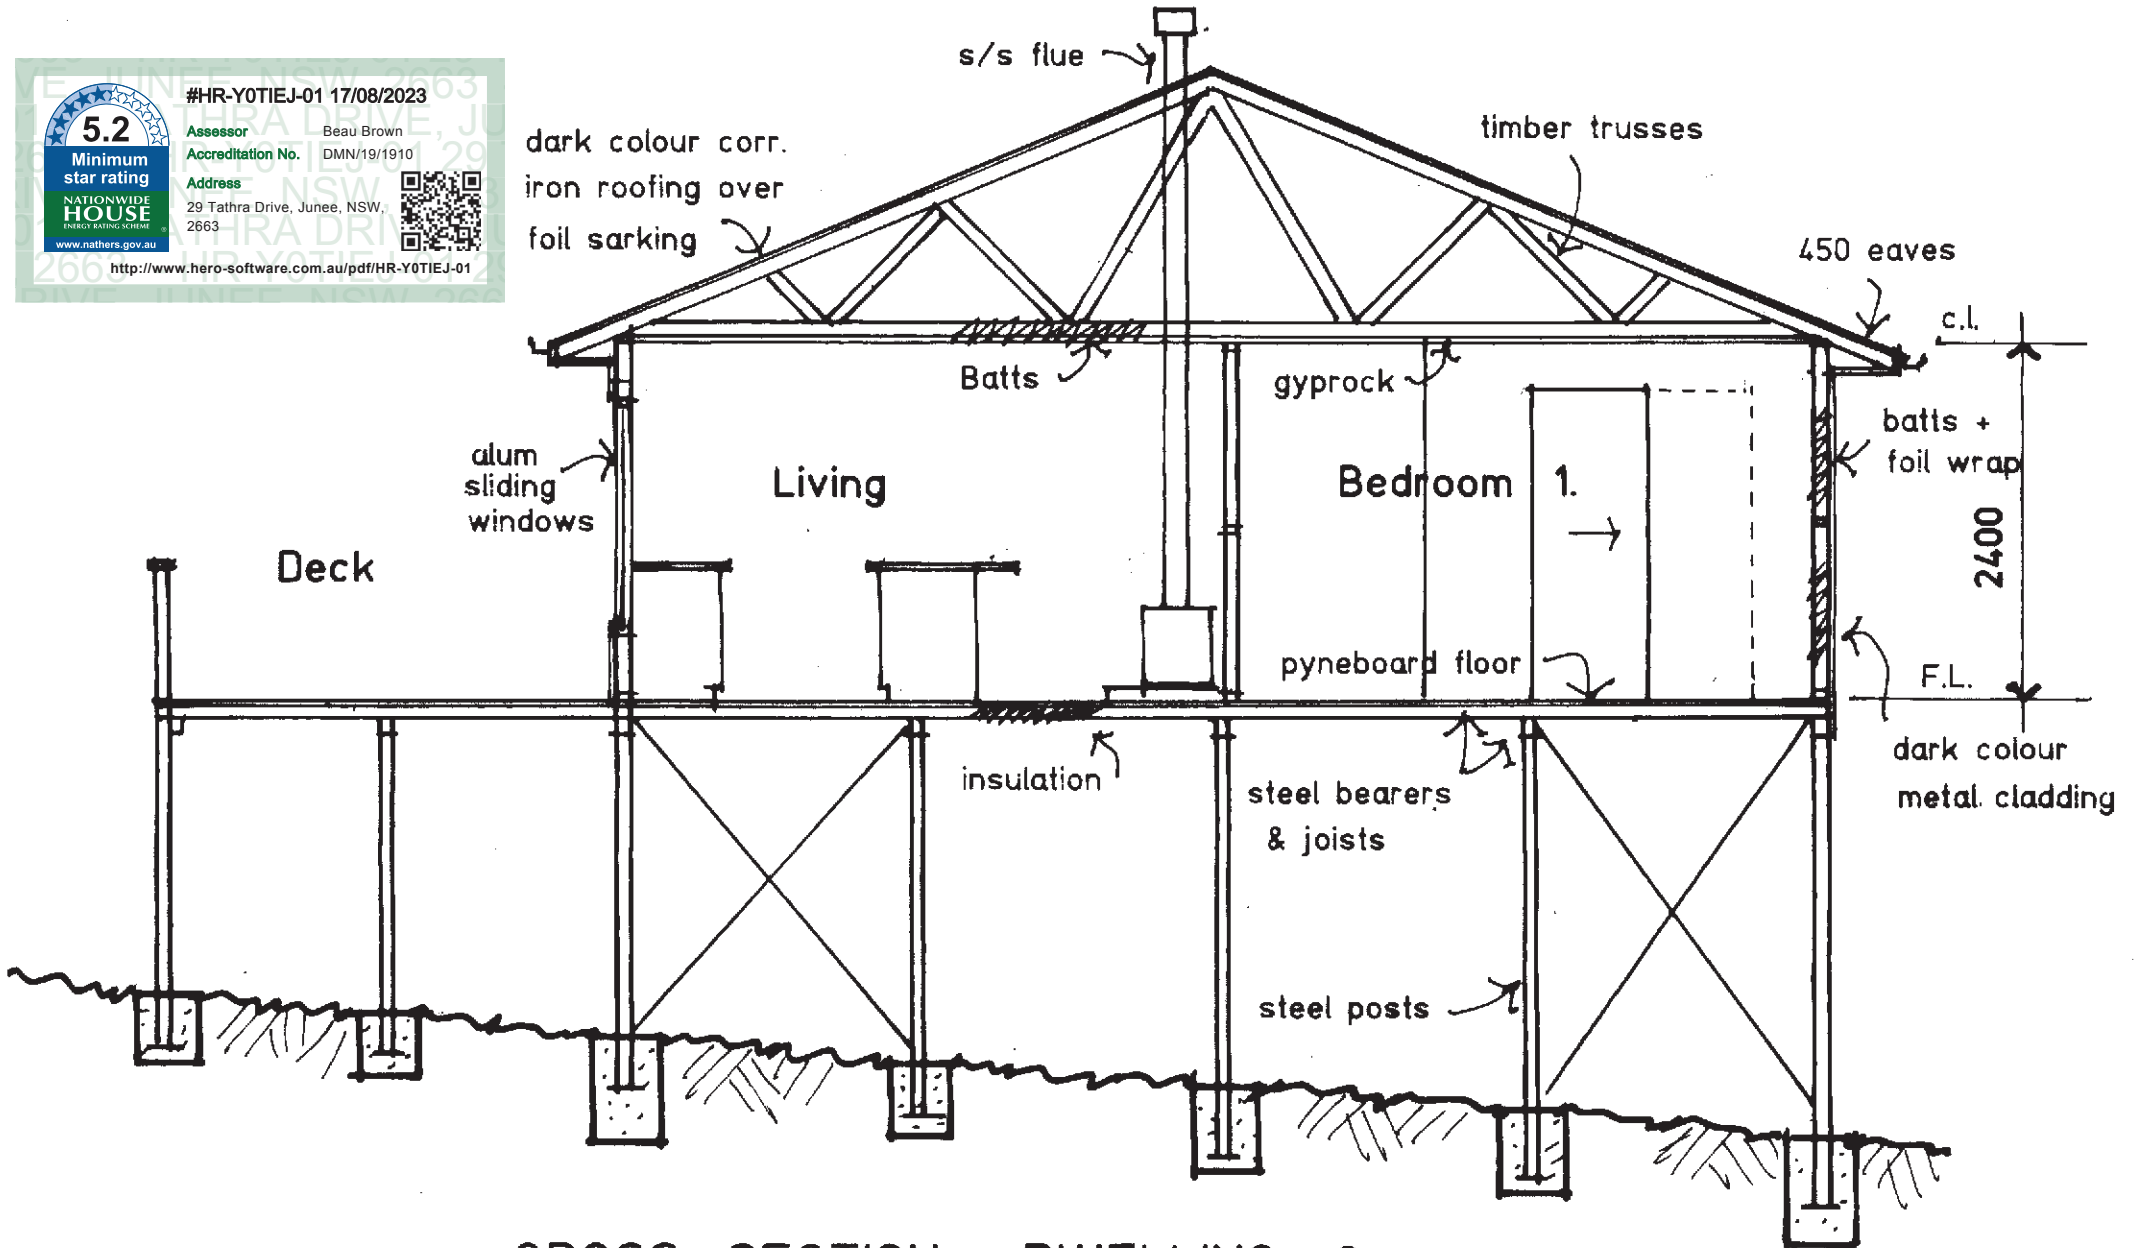 #HR-Y0TIEJ-01 17/08/2023
5.2
Minimum
star rating
NATIONWIDE
HOUSE
ENERGY RATING SCHEME ®
www.nathers.gov.au
Assessor Beau Brown
Accreditation No. DMN/19/1910
Address
29 Tathra Drive, Junee, NSW,
2663
http://www.hero-software.com.au/pdf/HR-Y0TIEJ-01
s/s flue
dark colour corr.
iron roofing over
foil sarking
timber trusses
450 eaves
c.l.
Batts
gyprock
batts +
foil wrap
alum
sliding
windows
Living
Bedroom 1.
2400
Deck
pyneboard floor
F.L.
insulation
steel bearers
& joists
dark colour
metal cladding
steel posts
CROSS SECTION DWELLING